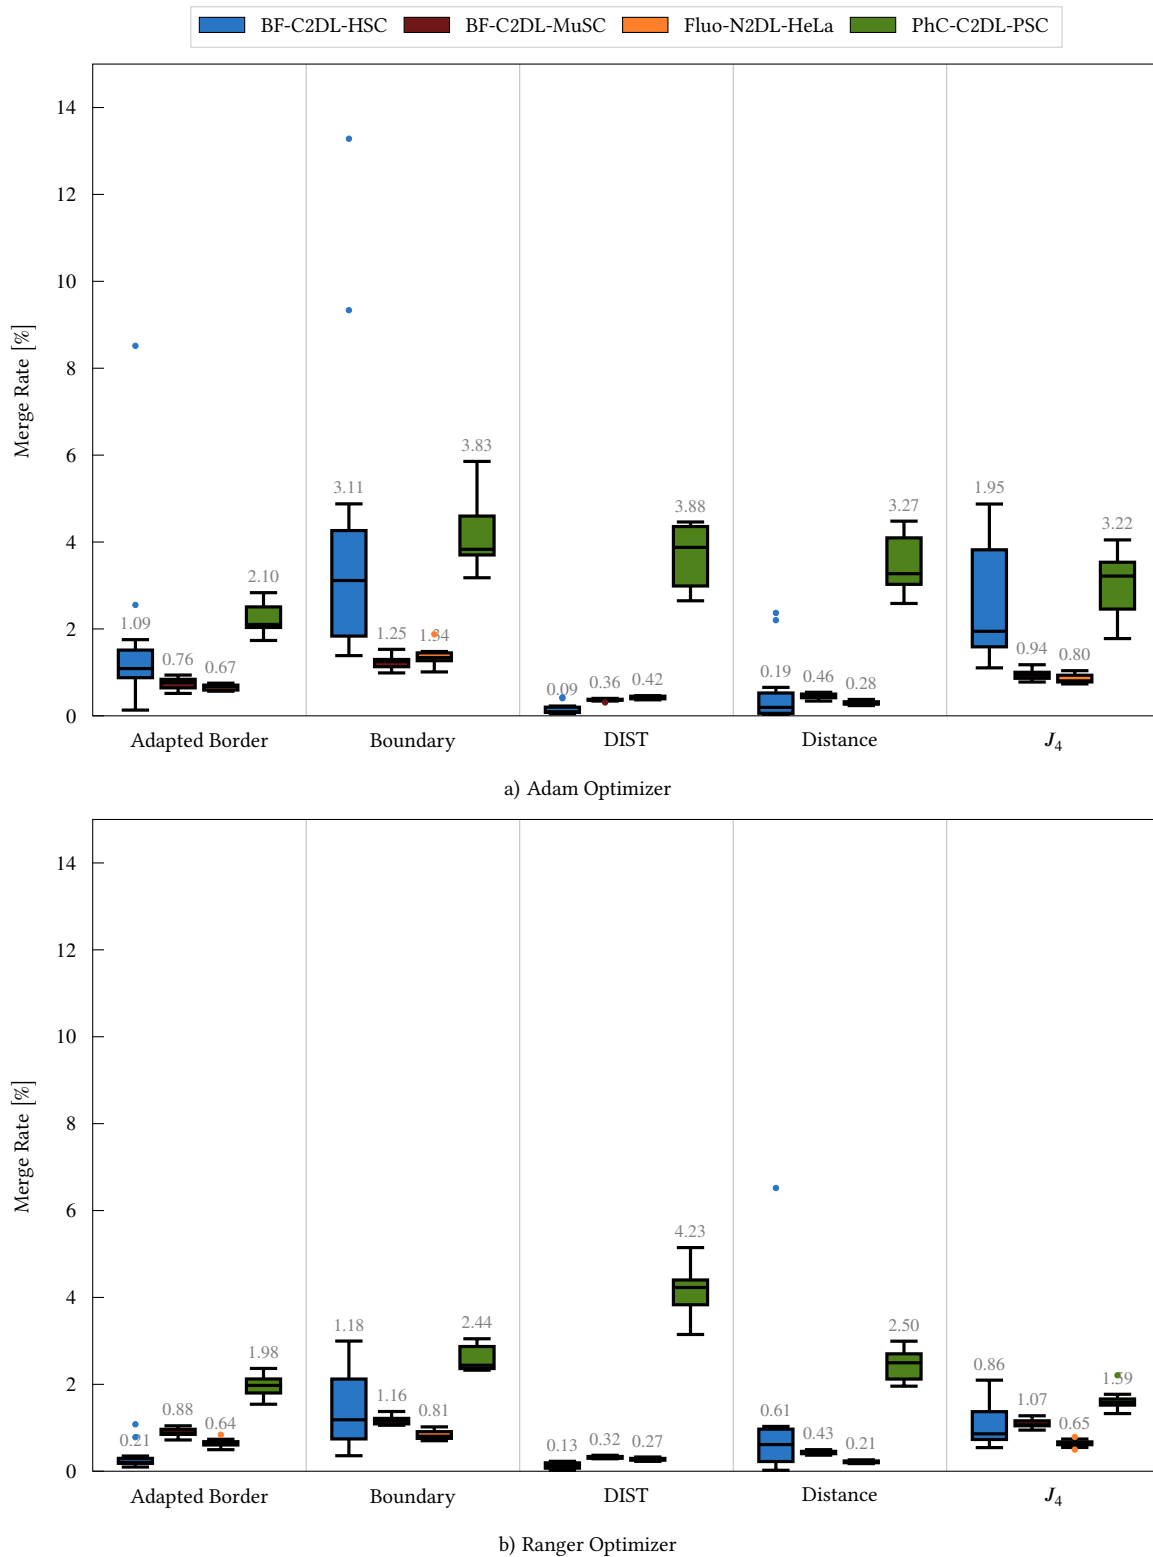 BF-C2DL-HSC BF-C2DL-MuSC Fluo-N2DL-HeLa PhC-C2DL-PSC
14
12
10
8
6
4
2
0
Merge Rate [%]
1.09 0.76 0.67 2.10
3.11 1.25 1.34 3.83
0.09 0.36 0.42 3.88
0.19 0.46 0.28 3.27
1.95 0.94 0.80 3.22
Adapted Border Boundary DIST Distance J4
a) Adam Optimizer
14
12
10
8
6
4
2
0
Merge Rate [%]
0.21 0.88 0.64 1.98
1.18 1.16 0.81 2.44
0.13 0.32 0.27 4.23
0.61 0.43 0.21 2.50
0.86 1.07 0.65 1.59
Adapted Border Boundary DIST Distance J4
b) Ranger Optimizer